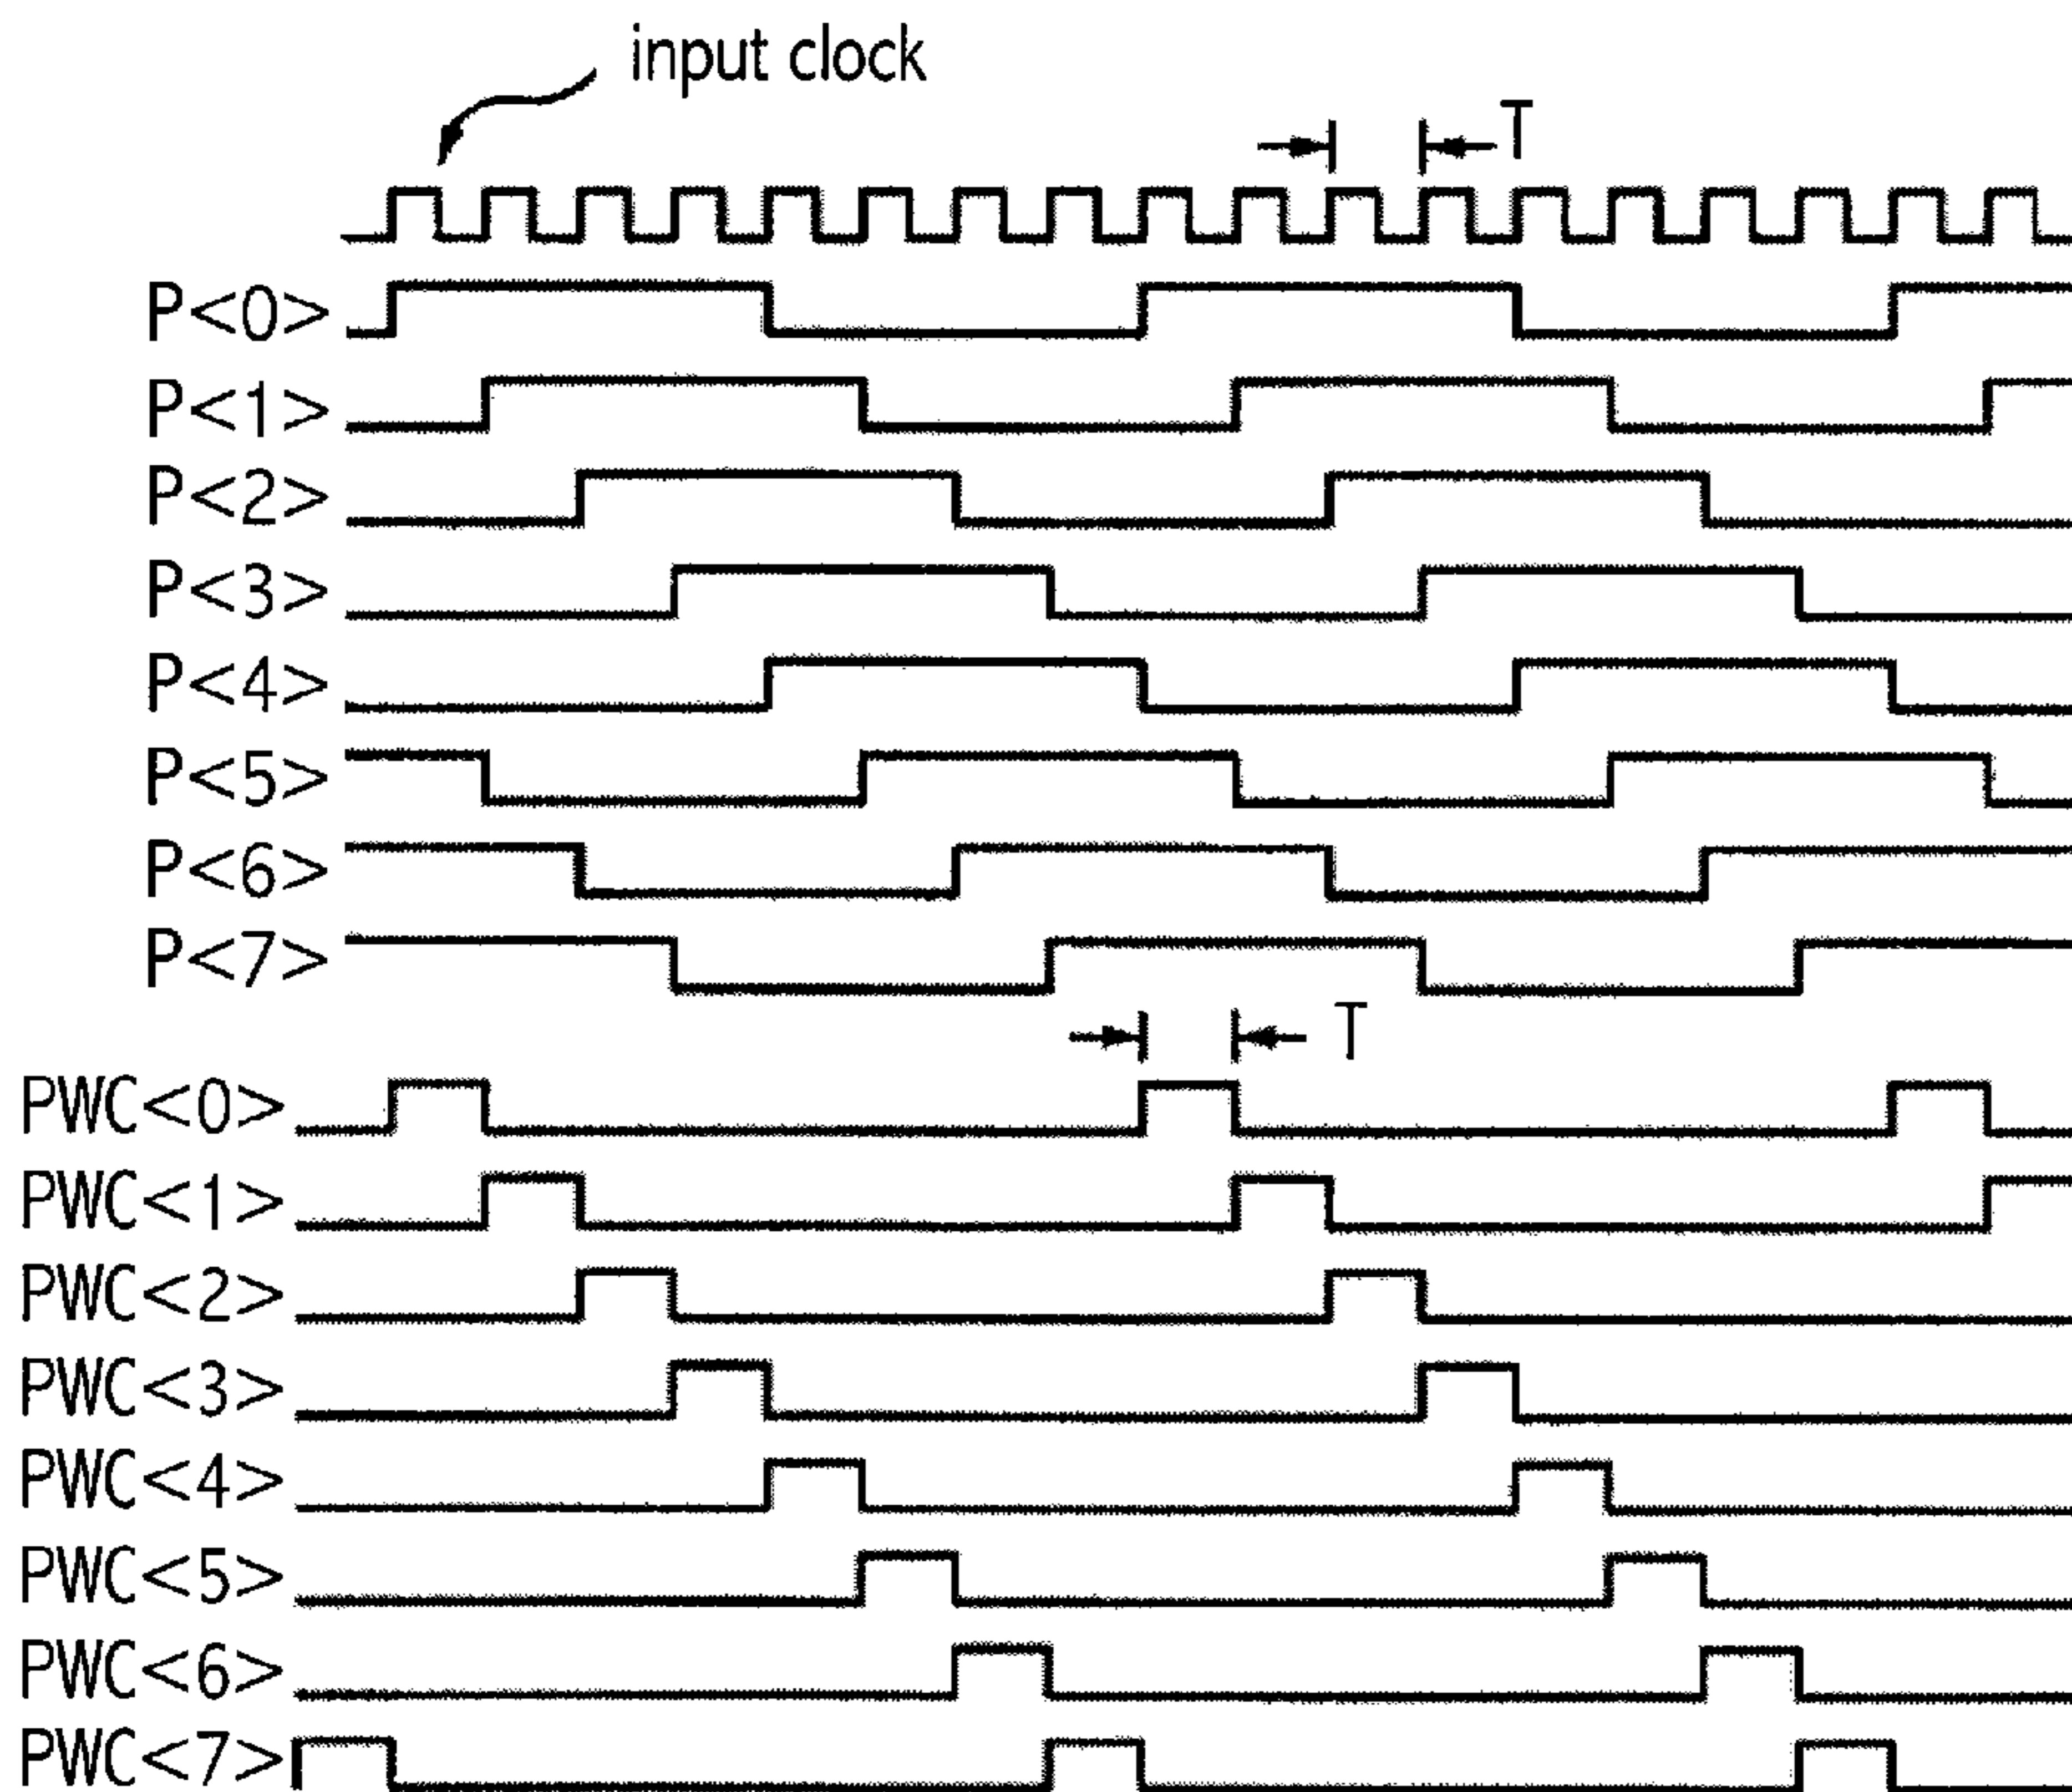 input clock
T
P<0>
P<1>
P<2>
P<3>
P<4>
P<5>
P<6>
P<7>
T
PWC<0>
PWC<1>
PWC<2>
PWC<3>
PWC<4>
PWC<5>
PWC<6>
PWC<7>